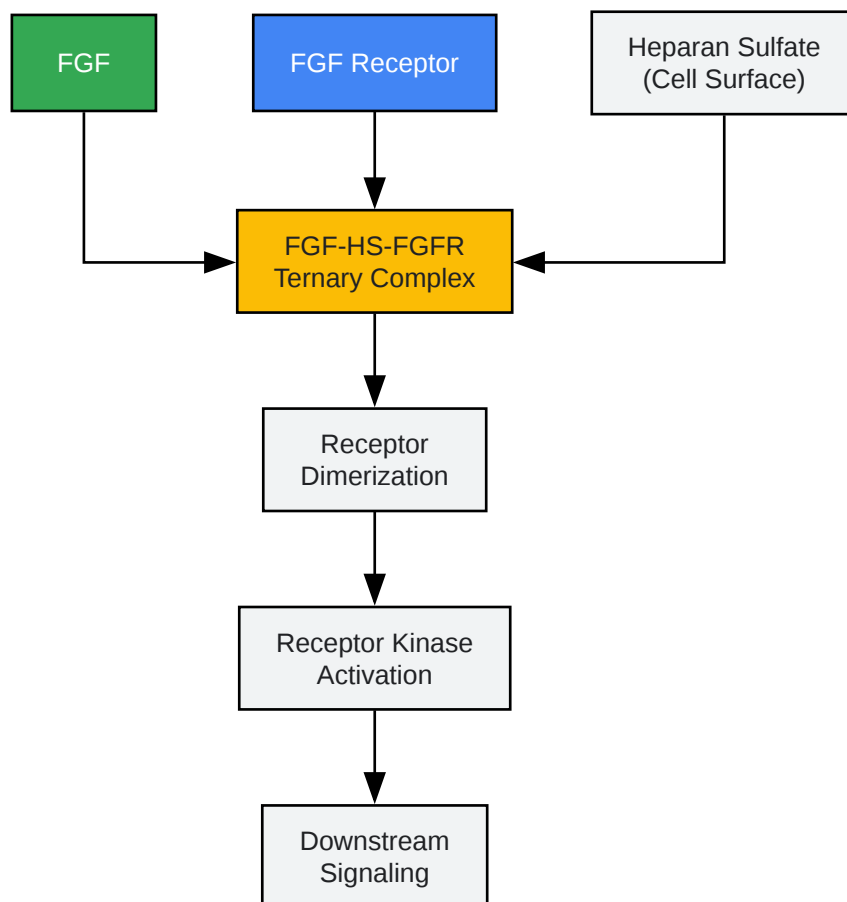 FGF
FGF Receptor
Heparan Sulfate
(Cell Surface)
FGF-HS-FGFR
Ternary Complex
Receptor
Dimerization
Receptor Kinase
Activation
Downstream
Signaling